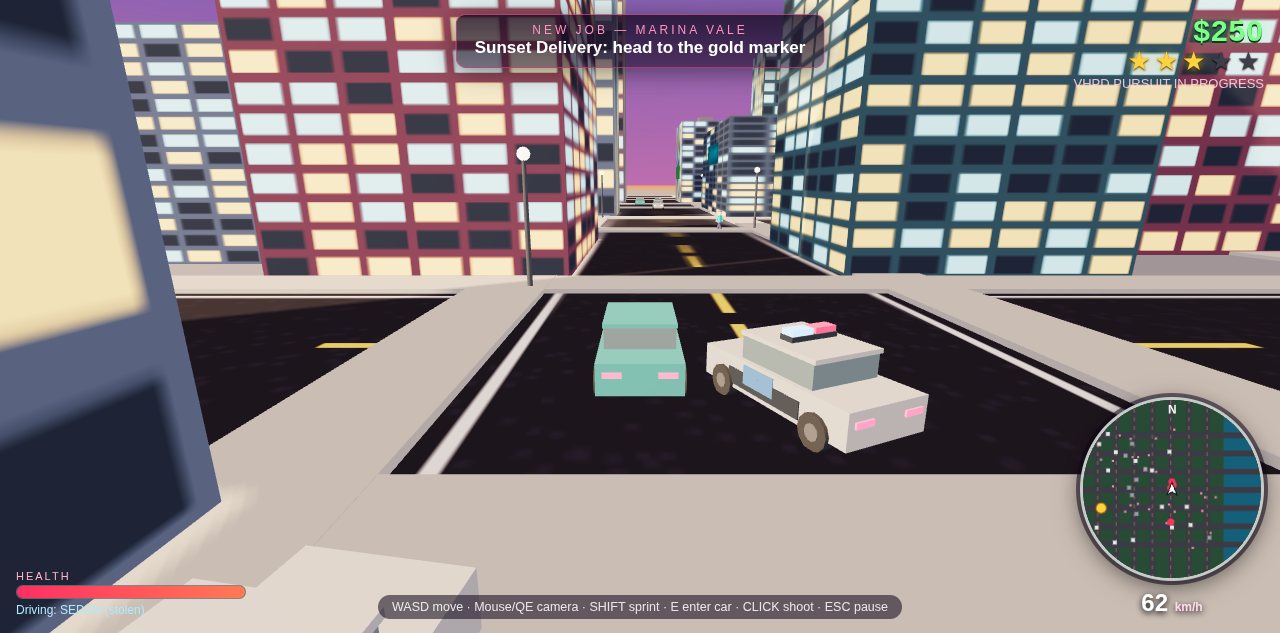 NEW JOB — MARINA VALE
Sunset Delivery: head to the gold marker
$250
VHPD PURSUIT IN PROGRESS
N
HEALTH
Driving: SEDAN (stolen)
WASD move · Mouse/QE camera · SHIFT sprint · E enter car · CLICK shoot · ESC pause
62 km/h